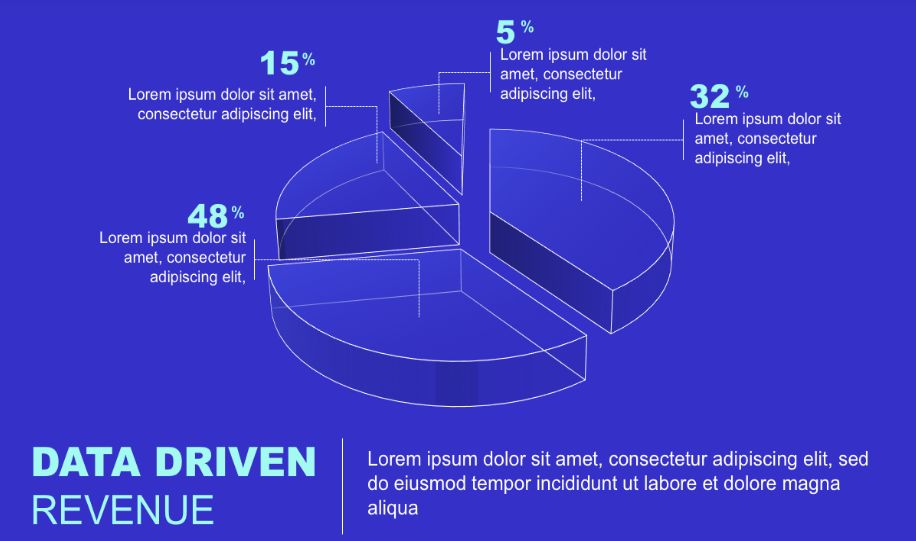 5 %
Lorem ipsum dolor sit
amet, consectetur
adipiscing elit,
15 %
Lorem ipsum dolor sit amet,
consectetur adipiscing elit,
32 %
Lorem ipsum dolor sit
amet, consectetur
adipiscing elit,
48 %
Lorem ipsum dolor sit
amet, consectetur
adipiscing elit,
DATA DRIVEN
REVENUE
Lorem ipsum dolor sit amet, consectetur adipiscing elit, sed
do eiusmod tempor incididunt ut labore et dolore magna
aliqua